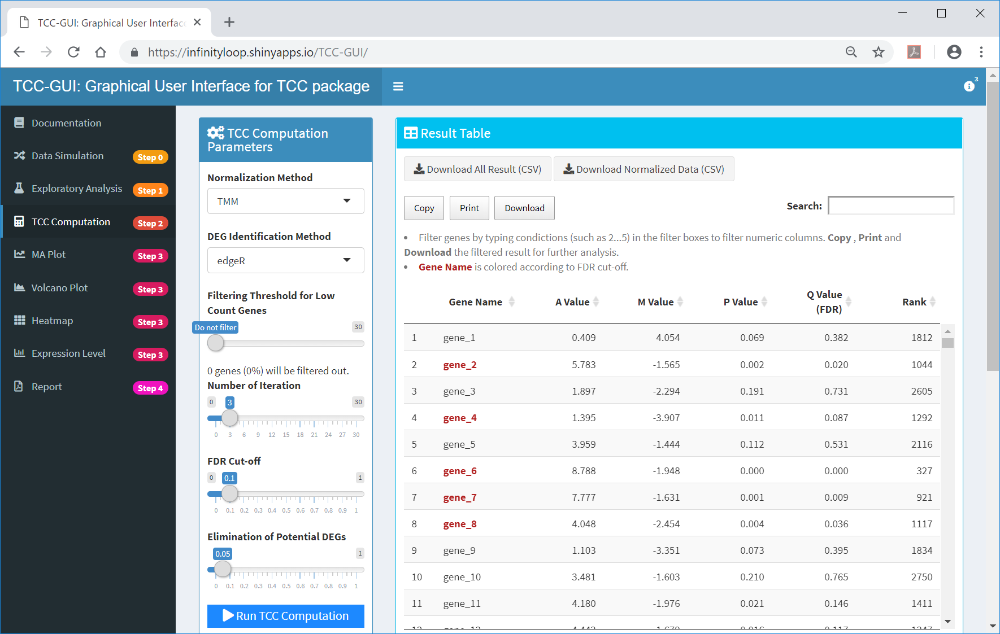 TCC-GUI: Graphical User Interface
https://infinityloop.shinyapps.io/TCC-GUI/
TCC-GUI: Graphical User Interface for TCC package
3
Documentation
Data Simulation Step 0
Exploratory Analysis Step 1
TCC Computation Step 2
MA Plot Step 3
Volcano Plot Step 3
Heatmap Step 3
Expression Level Step 3
Report Step 4
TCC Computation
Parameters
Normalization Method
TMM
DEG Identification Method
edgeR
Filtering Threshold for Low
Count Genes
Do not filter 30
0 genes (0%) will be filtered out.
Number of Iteration
0 3 30
0 3 6 9 12 15 18 21 24 27 30
FDR Cut-off
0 0.1 1
0 0.1 0.2 0.3 0.4 0.5 0.6 0.7 0.8 0.9 1
Elimination of Potential DEGs
0.05 1
0 0.1 0.2 0.3 0.4 0.5 0.6 0.7 0.8 0.9 1
Run TCC Computation
Result Table
Download All Result (CSV) Download Normalized Data (CSV)
Copy Print Download Search:
• Filter genes by typing condictions (such as 2...5) in the filter boxes to filter numeric columns. Copy , Print and
Download the filtered result for further analysis.
• Gene Name is colored according to FDR cut-off.
Gene Name A Value M Value P Value Q Value (FDR) Rank
1 gene_1 0.409 4.054 0.069 0.382 1812
2 gene_2 5.783 -1.565 0.002 0.020 1044
3 gene_3 1.897 -2.294 0.191 0.731 2605
4 gene_4 1.395 -3.907 0.011 0.087 1292
5 gene_5 3.959 -1.444 0.112 0.531 2116
6 gene_6 8.788 -1.948 0.000 0.000 327
7 gene_7 7.777 -1.631 0.001 0.009 921
8 gene_8 4.048 -2.454 0.004 0.036 1117
9 gene_9 1.103 -3.351 0.073 0.395 1834
10 gene_10 3.481 -1.603 0.210 0.765 2750
11 gene_11 4.180 -1.976 0.021 0.146 1411